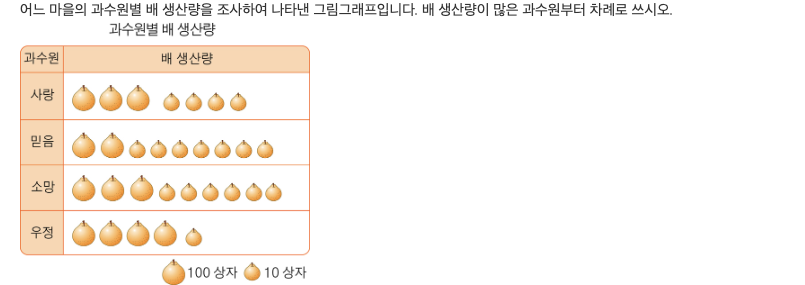 어느 마을의 과수원별 배 생산량을 조사하여 나타낸 그림그래프입니다. 배 생산량이 많은 과수원부터 차례로 쓰시오.
과수원별 배 생산량
과수원 배 생산량
사랑
믿음
소망
우정
100 상자 10 상자